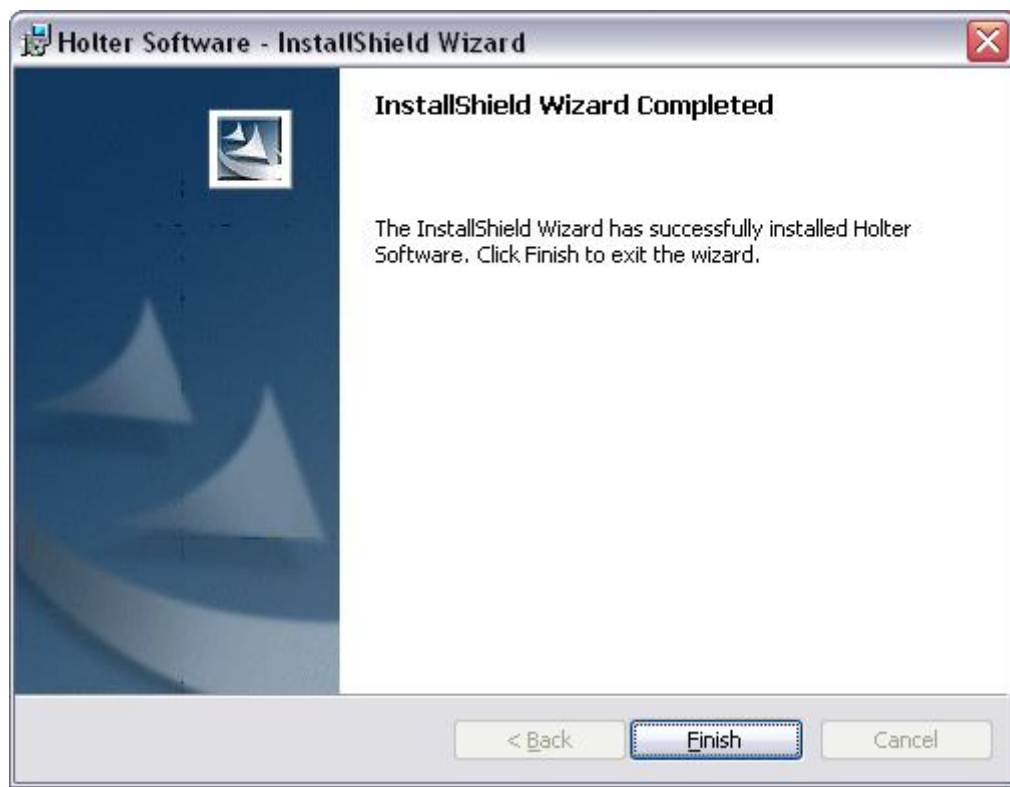 Holter Software - InstallShield Wizard
InstallShield Wizard Completed
The InstallShield Wizard has successfully installed Holter
Software. Click Finish to exit the wizard.
< Back
Finish
Cancel